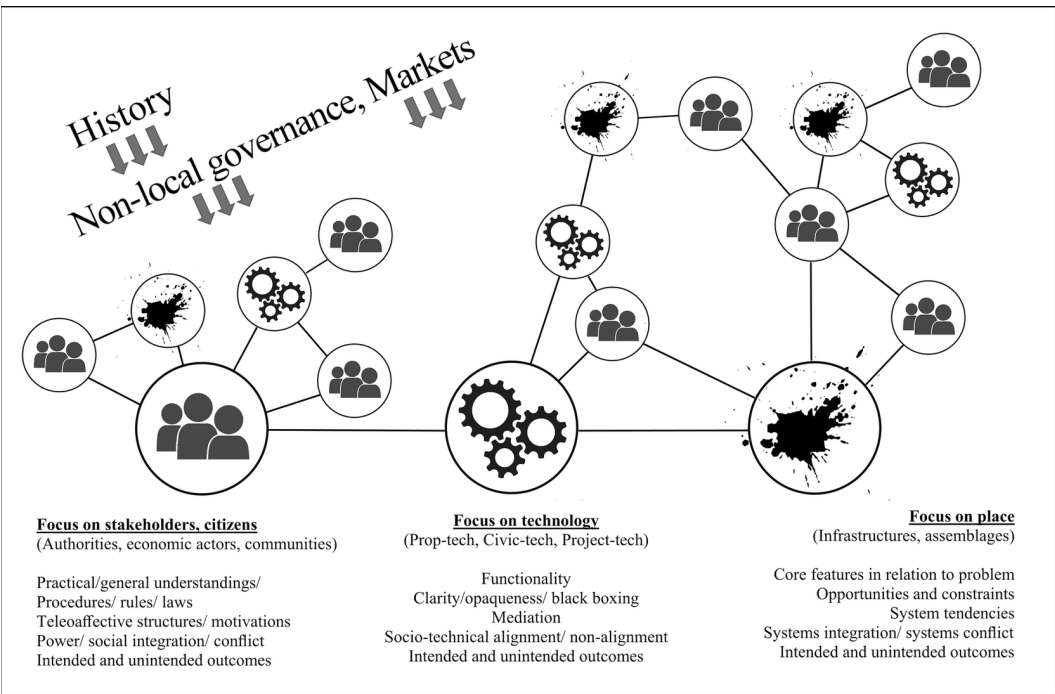 History
Non-local governance, Markets
Focus on stakeholders, citizens
(Authorities, economic actors, communities)
Practical/general understandings/
Procedures/ rules/ laws
Teleoaffective structures/ motivations
Power/ social integration/ conflict
Intended and unintended outcomes
Focus on technology
(Prop-tech, Civic-tech, Project-tech)
Functionality
Clarity/opaqueness/ black boxing
Mediation
Socio-technical alignment/ non-alignment
Intended and unintended outcomes
Focus on place
(Infrastructures, assemblages)
Core features in relation to problem
Opportunities and constraints
System tendencies
Systems integration/ systems conflict
Intended and unintended outcomes